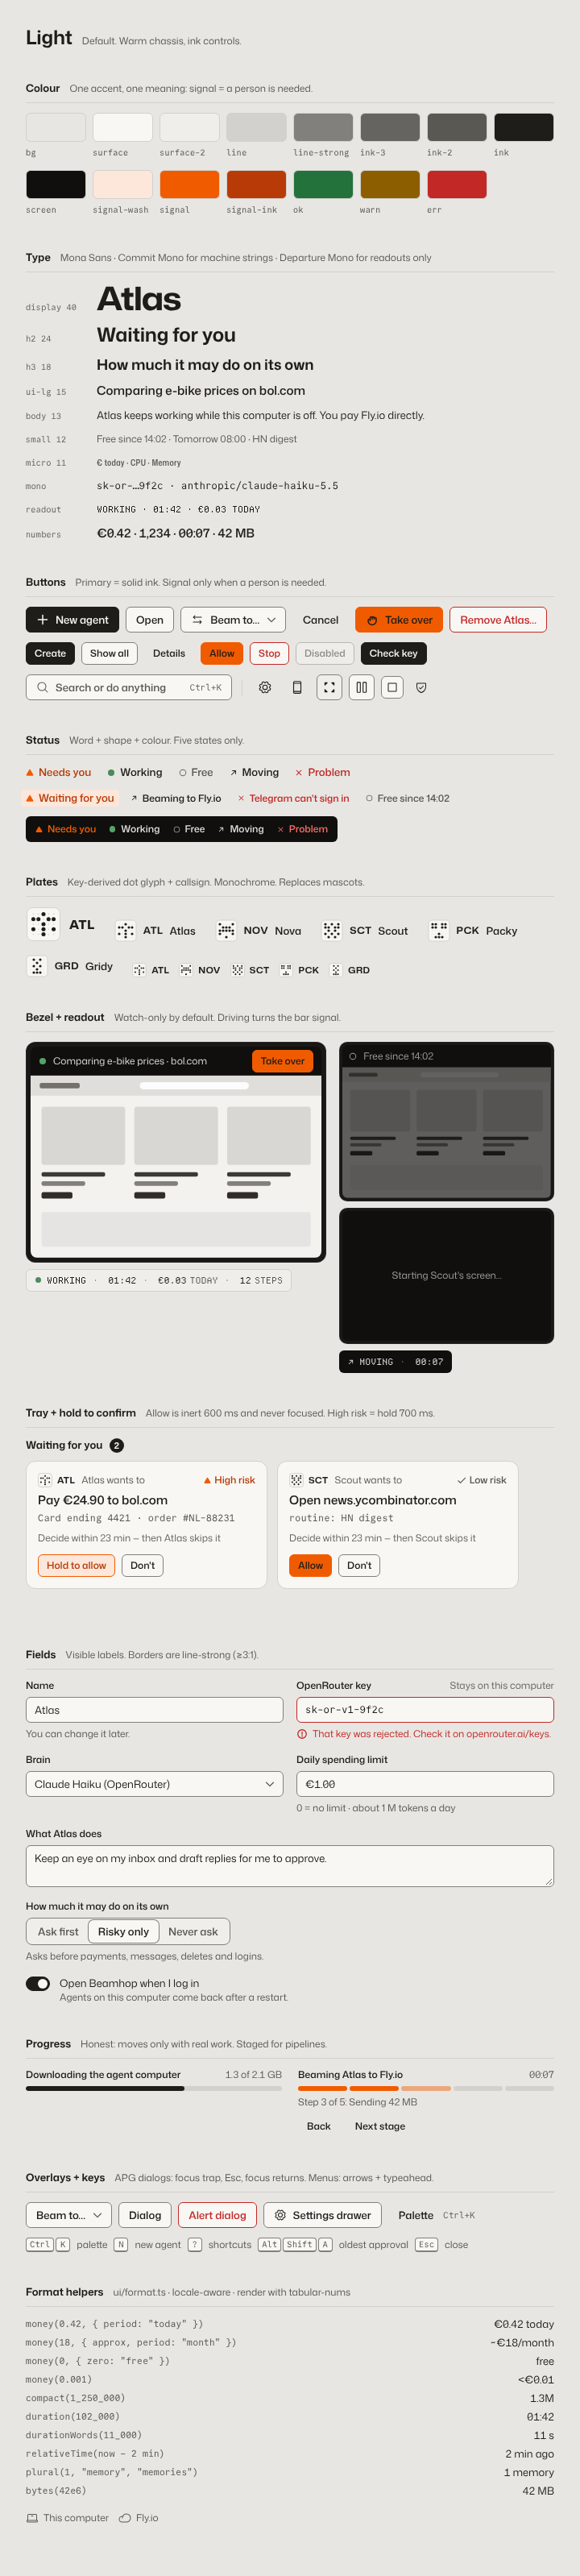 Light Default. Warm chassis, ink controls.
Colour One accent, one meaning: signal = a person is needed.
bg surface surface-2 line line-strong ink-3 ink-2 ink
screen signal-wash signal signal-ink ok warn err
Type Mona Sans · Commit Mono for machine strings · Departure Mono for readouts only
display 40 Atlas
h2 24 Waiting for you
h3 18 How much it may do on its own
ui-lg 15 Comparing e-bike prices on bol.com
body 13 Atlas keeps working while this computer is off. You pay Fly.io directly.
small 12 Free since 14:02 · Tomorrow 08:00 · HN digest
micro 11 € today · CPU · Memory
mono sk-or-…9f2c · anthropic/claude-haiku-5.5
readout WORKING · 01:42 · €0.03 TODAY
numbers €0.42 · 1,234 · 00:07 · 42 MB
Buttons Primary = solid ink. Signal only when a person is needed.
New agent Open Beam to… Cancel Take over Remove Atlas…
Create Show all Details Allow Stop Disabled Check key
Search or do anything Ctrl+K
Status Word + shape + colour. Five states only.
Needs you Working Free Moving Problem
Waiting for you Beaming to Fly.io Telegram can't sign in Free since 14:02
Needs you Working Free Moving Problem
Plates Key-derived dot glyph + callsign. Monochrome. Replaces mascots.
ATL ATL Atlas NOV Nova SCT Scout PCK Packy
GRD Gridy ATL NOV SCT PCK GRD
Bezel + readout Watch-only by default. Driving turns the bar signal.
Comparing e-bike prices · bol.com Take over
Free since 14:02
Starting Scout's screen…
WORKING · 01:42 · €0.03 TODAY · 12 STEPS
MOVING · 00:07
Tray + hold to confirm Allow is inert 600 ms and never focused. High risk = hold 700 ms.
Waiting for you 2
ATL Atlas wants to High risk
Pay €24.90 to bol.com
Card ending 4421 · order #NL-88231
Decide within 23 min — then Atlas skips it
Hold to allow Don't
SCT Scout wants to Low risk
Open news.ycombinator.com
routine: HN digest
Decide within 23 min — then Scout skips it
Allow Don't
Fields Visible labels. Borders are line-strong (≥3:1).
Name
Atlas
You can change it later.
OpenRouter key Stays on this computer
sk-or-v1-9f2c
That key was rejected. Check it on openrouter.ai/keys.
Brain
Claude Haiku (OpenRouter)
Daily spending limit
€1.00
0 = no limit · about 1 M tokens a day
What Atlas does
Keep an eye on my inbox and draft replies for me to approve.
How much it may do on its own
Ask first Risky only Never ask
Asks before payments, messages, deletes and logins.
Open Beamhop when I log in
Agents on this computer come back after a restart.
Progress Honest: moves only with real work. Staged for pipelines.
Downloading the agent computer 1.3 of 2.1 GB
Beaming Atlas to Fly.io 00:07
Step 3 of 5: Sending 42 MB
Back Next stage
Overlays + keys APG dialogs: focus trap, Esc, focus returns. Menus: arrows + typeahead.
Beam to… Dialog Alert dialog Settings drawer Palette Ctrl+K
Ctrl K palette N new agent ? shortcuts Alt Shift A oldest approval Esc close
Format helpers ui/format.ts · locale-aware · render with tabular-nums
money(0.42, { period: "today" }) €0.42 today
money(18, { approx, period: "month" }) ~€18/month
money(0, { zero: "free" }) free
money(0.001) <€0.01
compact(1_250_000) 1.3M
duration(102_000) 01:42
durationWords(11_000) 11 s
relativeTime(now − 2 min) 2 min ago
plural(1, "memory", "memories") 1 memory
bytes(42e6) 42 MB
This computer Fly.io